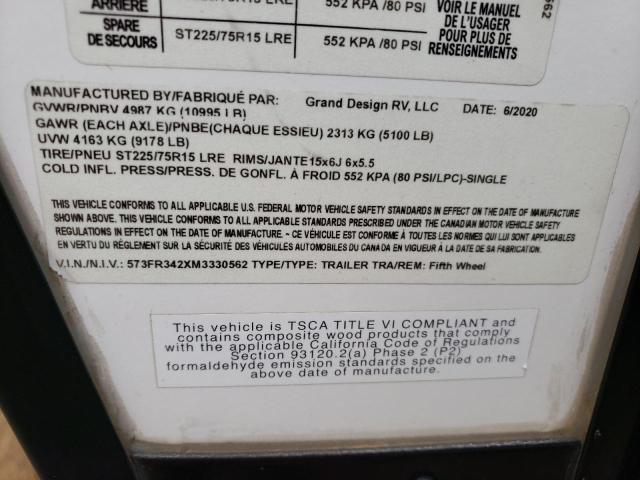 ARRIÈRE ST225/75R15 LRE 552 KPA /80 PSI
SPARE
DE SECOURS ST225/75R15 LRE 552 KPA /80 PSI
VOIR LE MANUEL
DE L'USAGER
POUR PLUS DE
RENSEIGNEMENTS
562
MANUFACTURED BY/FABRIQUÉ PAR: Grand Design RV, LLC DATE: 6/2020
GVWR/PNBV 4987 KG (10995 LB)
GAWR (EACH AXLE)/PNBE(CHAQUE ESSIEU) 2313 KG (5100 LB)
UVW 4163 KG (9178 LB)
TIRE/PNEU ST225/75R15 LRE RIMS/JANTE15x6J 6x5.5
COLD INFL. PRESS/PRESS. DE GONFL. À FROID 552 KPA (80 PSI/LPC)-SINGLE
THIS VEHICLE CONFORMS TO ALL APPLICABLE U.S. FEDERAL MOTOR VEHICLE SAFETY STANDARDS IN EFFECT ON THE DATE OF MANUFACTURE
SHOWN ABOVE. THIS VEHICLE CONFORMS TO ALL APPLICABLE STANDARDS PRESCRIBED UNDER THE CANADIAN MOTOR VEHICLE SAFETY
REGULATIONS IN EFFECT ON THE DATE OF MANUFACTURE. - CE VÉHICULE EST CONFORME À TOUTES LES NORMES QUI LUI SONT APPLICABLES
EN VERTU DU RÈGLEMENT SUR LA SÉCURITÉ DES VÉHICULES AUTOMOBILES DU CANADA EN VIGUEUR À LA DATE DE SA FABRICATION.
V.I.N./N.I.V.: 573FR342XM3330562 TYPE/TYPE: TRAILER TRA/REM: Fifth Wheel
This vehicle is TSCA TITLE VI COMPLIANT and
contains composite wood products that comply
with the applicable California Code of Regulations
Section 93120.2(a) Phase 2 (P2)
formaldehyde emission standards specified on the
above date of manufacture.